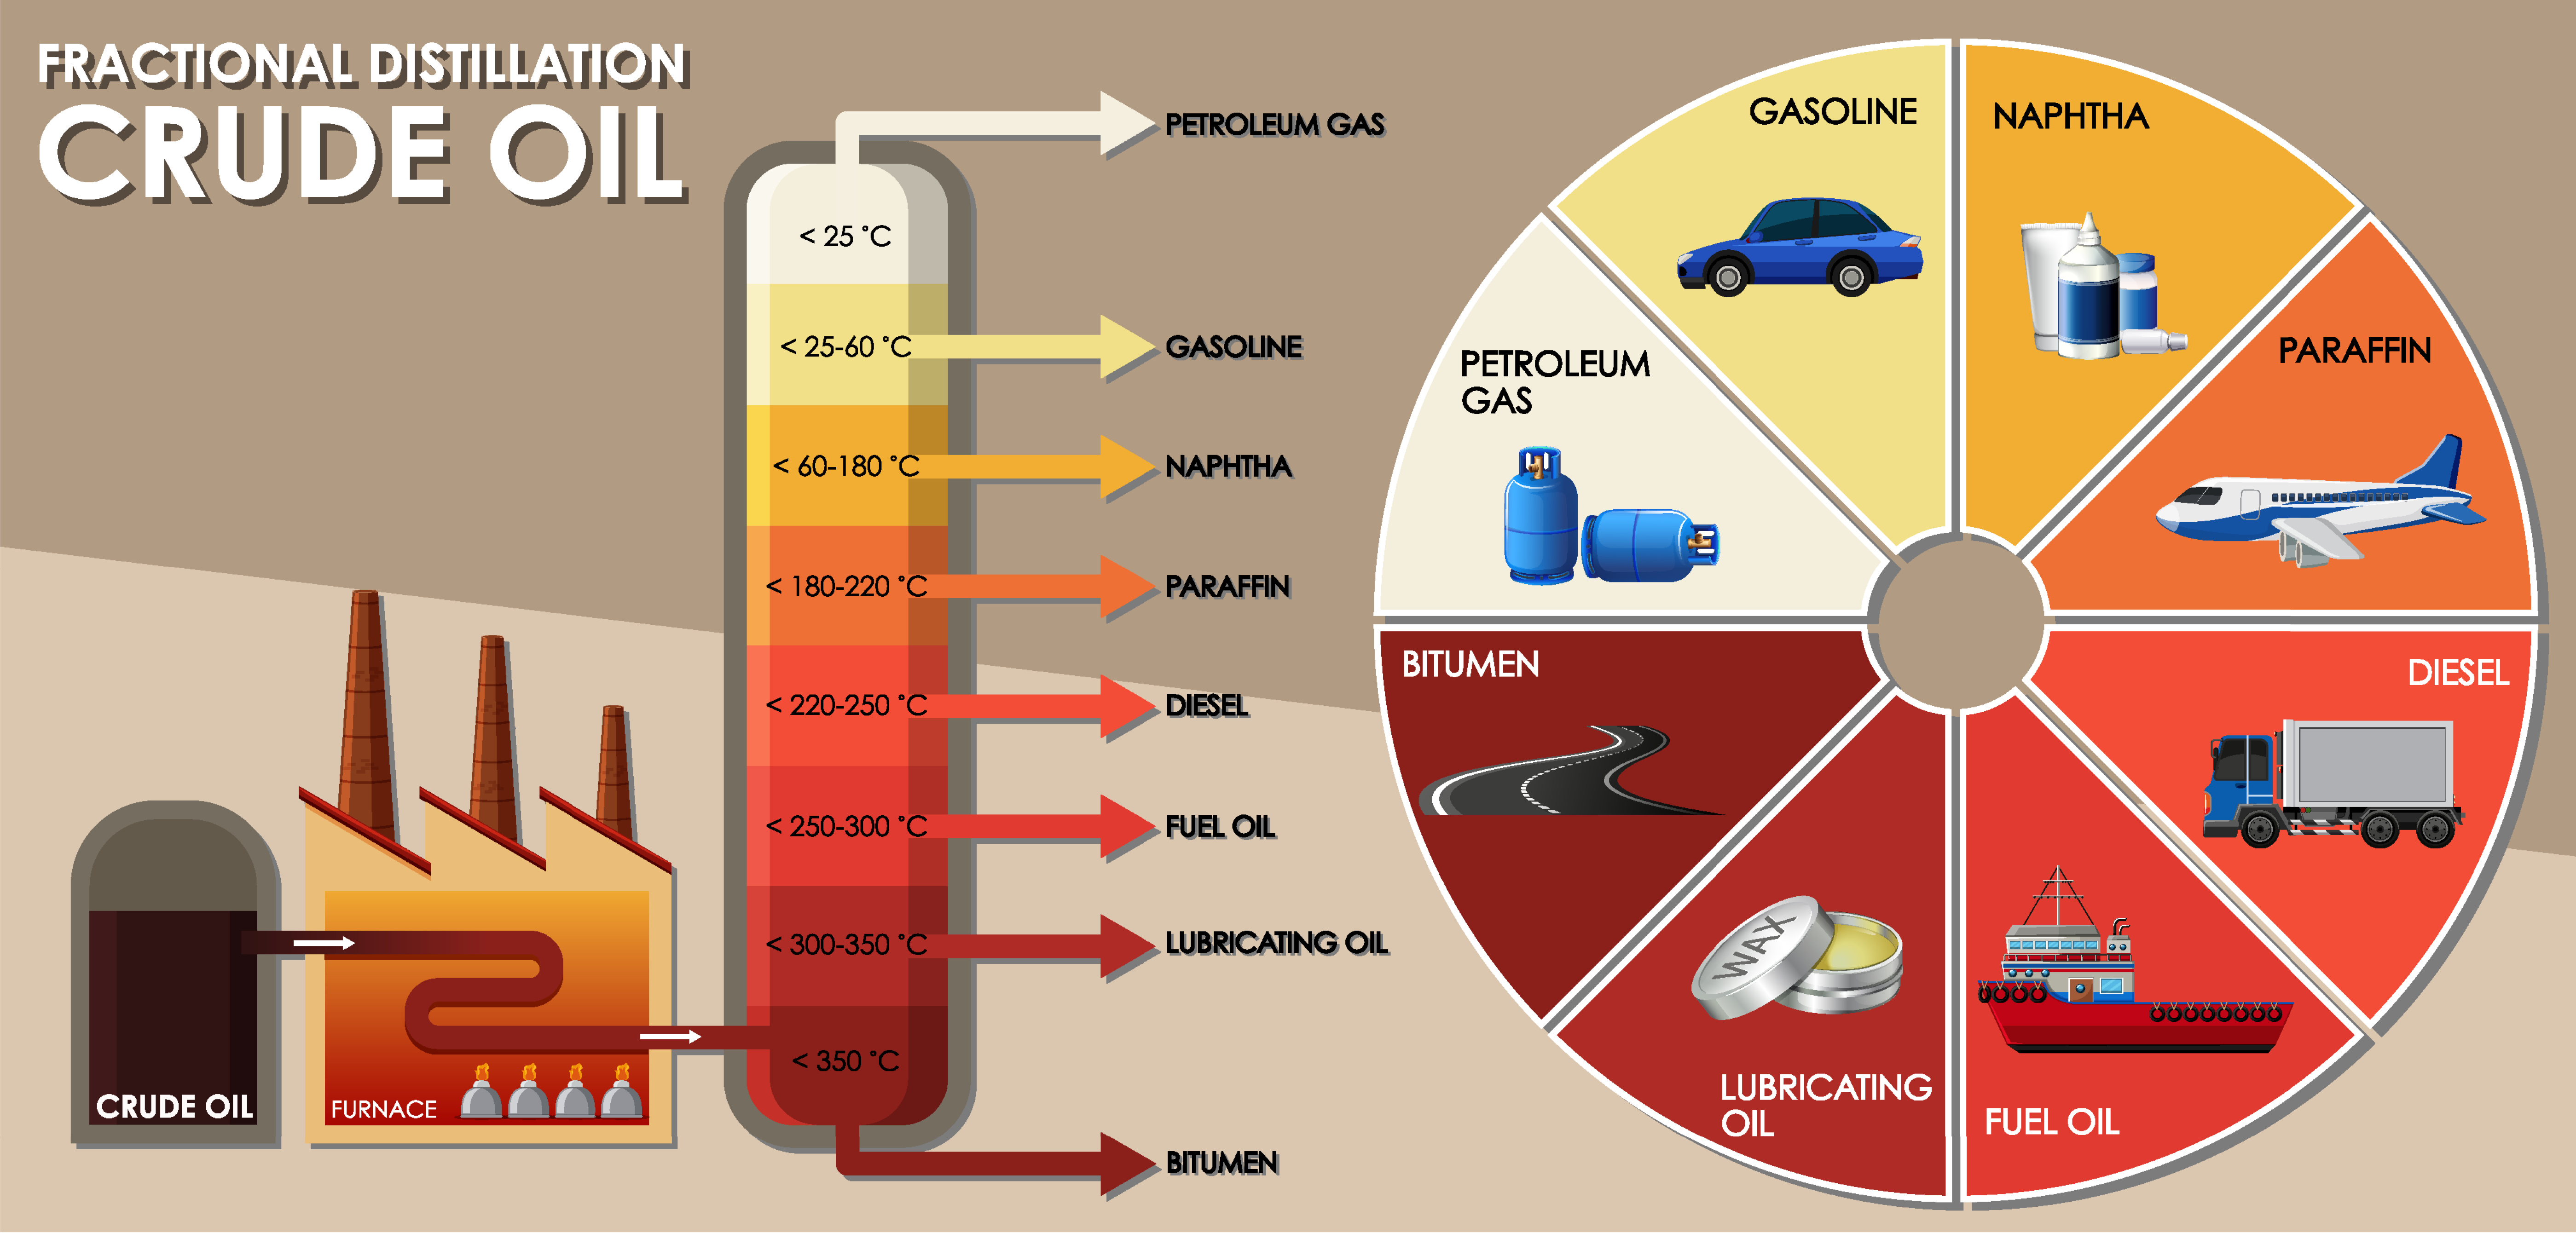 FRACTIONAL DISTILLATION
CRUDE OIL
PETROLEUM GAS
< 25 °C
< 25-60 °C
GASOLINE
< 60-180 °C
NAPHTHA
< 180-220 °C
PARAFFIN
< 220-250 °C
DIESEL
< 250-300 °C
FUEL OIL
< 300-350 °C
LUBRICATING OIL
< 350 °C
BITUMEN
CRUDE OIL
FURNACE
GASOLINE
NAPHTHA
PETROLEUM
GAS
PARAFFIN
BITUMEN
DIESEL
WAX
LUBRICATING
OIL
FUEL OIL